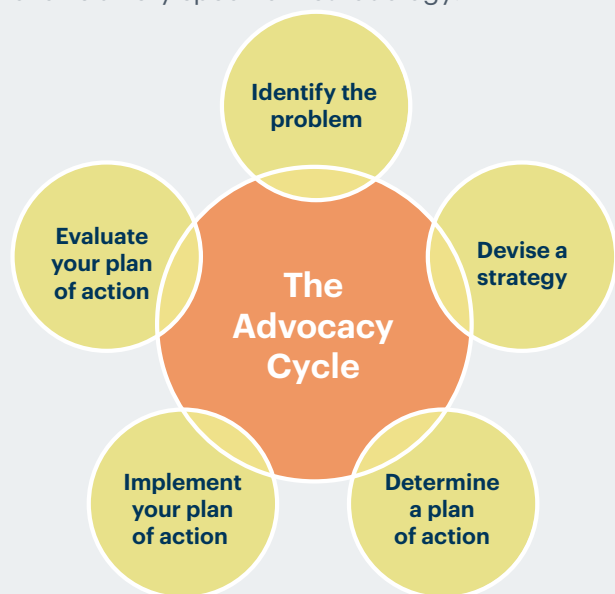 Identify the
problem
Devise a
strategy
Determine
a plan
of action
Implement
your plan
of action
Evaluate
your plan
of action
The
Advocacy
Cycle